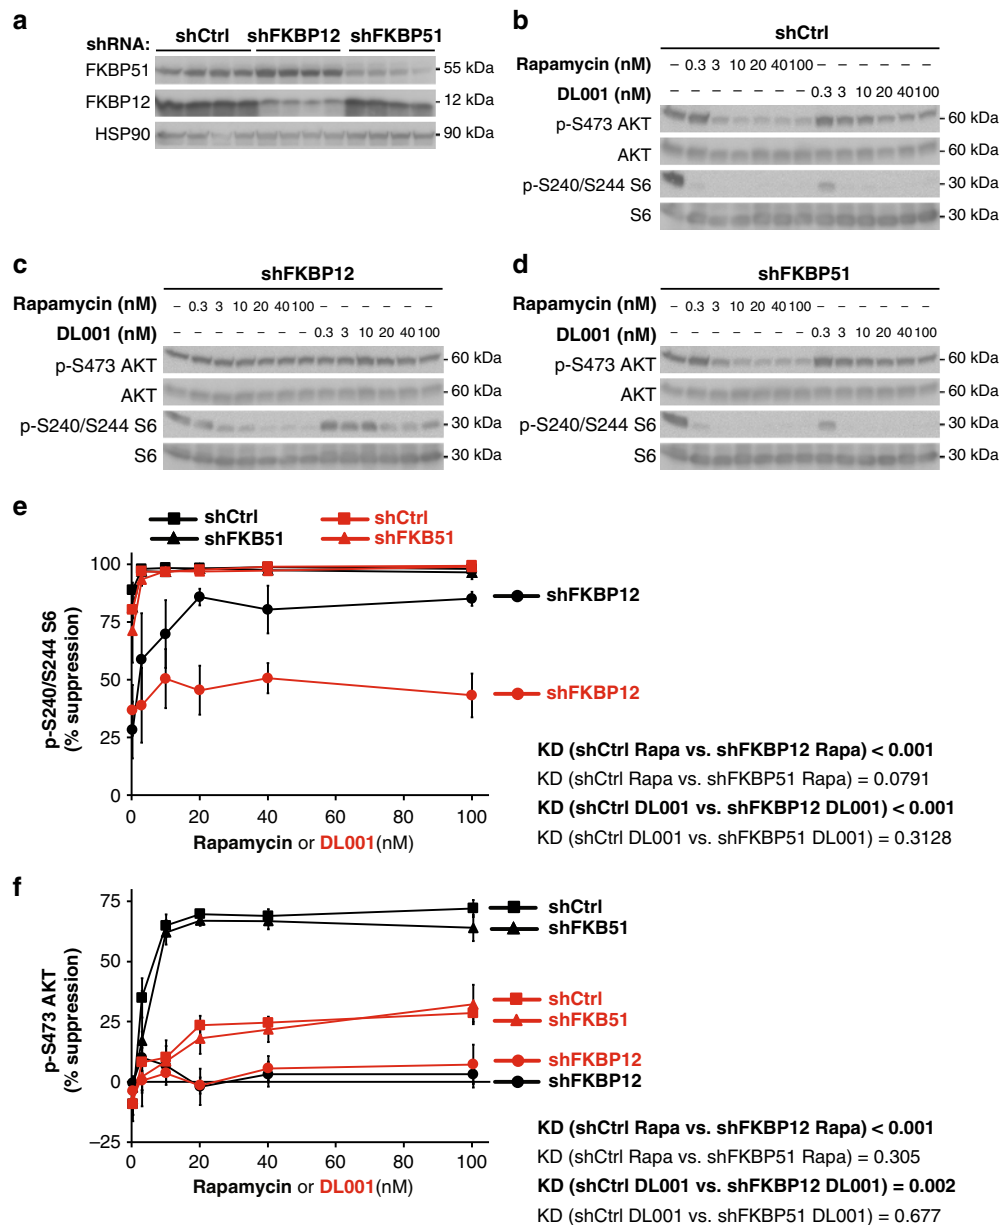 a
shRNA: shCtrl shFKBP12 shFKBP51
FKBP51 55 kDa
FKBP12 12 kDa
HSP90 90 kDa
b
shCtrl
Rapamycin (nM) – 0.3 3 10 20 40 100 – – – – – –
DL001 (nM) – – – – – – – 0.3 3 10 20 40 100
p-S473 AKT 60 kDa
AKT 60 kDa
p-S240/S244 S6 30 kDa
S6 30 kDa
c
shFKBP12
Rapamycin (nM) – 0.3 3 10 20 40 100 – – – – – –
DL001 (nM) – – – – – – – 0.3 3 10 20 40 100
p-S473 AKT 60 kDa
AKT 60 kDa
p-S240/S244 S6 30 kDa
S6 30 kDa
d
shFKBP51
Rapamycin (nM) – 0.3 3 10 20 40 100 – – – – – –
DL001 (nM) – – – – – – – 0.3 3 10 20 40 100
p-S473 AKT 60 kDa
AKT 60 kDa
p-S240/S244 S6 30 kDa
S6 30 kDa
e
shCtrl shCtrl
shFKB51 shFKB51
p-S240/S244 S6
(% suppression)
100
75
50
25
0
0 20 40 60 80 100
Rapamycin or DL001(nM)
shFKBP12
shFKBP12
KD (shCtrl Rapa vs. shFKBP12 Rapa) < 0.001
KD (shCtrl Rapa vs. shFKBP51 Rapa) = 0.0791
KD (shCtrl DL001 vs. shFKBP12 DL001) < 0.001
KD (shCtrl DL001 vs. shFKBP51 DL001) = 0.3128
f
p-S473 AKT
(% suppression)
75
50
25
0
–25
0 20 40 60 80 100
Rapamycin or DL001(nM)
shCtrl
shFKB51
shCtrl
shFKB51
shFKBP12
shFKBP12
KD (shCtrl Rapa vs. shFKBP12 Rapa) < 0.001
KD (shCtrl Rapa vs. shFKBP51 Rapa) = 0.305
KD (shCtrl DL001 vs. shFKBP12 DL001) = 0.002
KD (shCtrl DL001 vs. shFKBP51 DL001) = 0.677